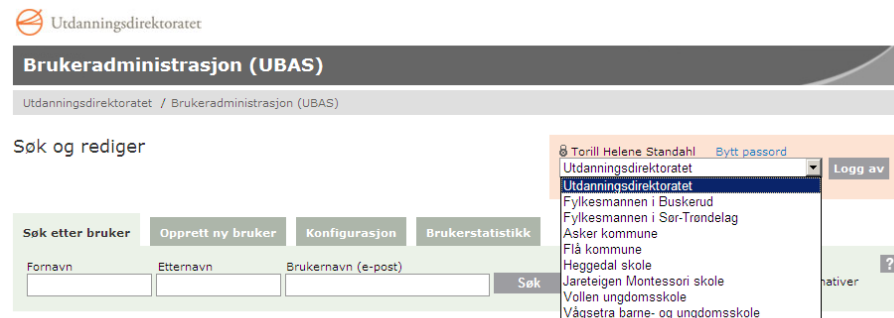 Utdanningsdirektoratet
Brukeradministrasjon (UBAS)
Utdanningsdirektoratet / Brukeradministrasjon (UBAS)
Søk og rediger
Torill Helene Standahl Bytt passord
Utdanningsdirektoratet Logg av
Utdanningsdirektoratet
Fylkesmannen i Buskerud
Fylkesmannen i Sør-Trøndelag
Asker kommune
Flå kommune
Heggedal skole
Jareteigen Montessori skole
Vollen ungdomsskole
Vågsetra barne- og ungdomsskole
Søk etter bruker Opprett ny bruker Konfigurasjon Brukerstatistikk
Fornavn Etternavn Brukernavn (e-post) ?
Søk